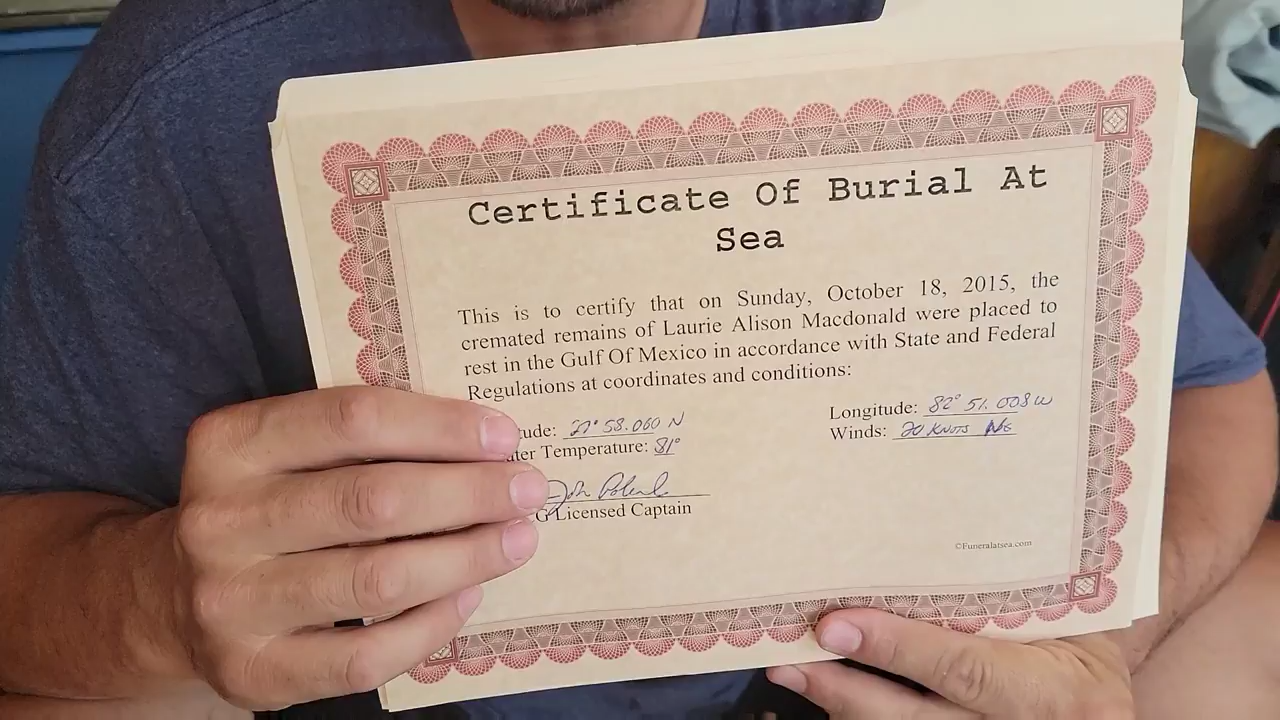 Certificate Of Burial At
Sea
This is to certify that on Sunday, October 18, 2015, the
cremated remains of Laurie Alison Macdonald were placed to
rest in the Gulf Of Mexico in accordance with State and Federal
Regulations at coordinates and conditions:
tude: 27° 58.060 N Longitude: 82° 51.008 W
ter Temperature: 81° Winds: 20 KNOTS
G Licensed Captain
©Funeralatsea.com